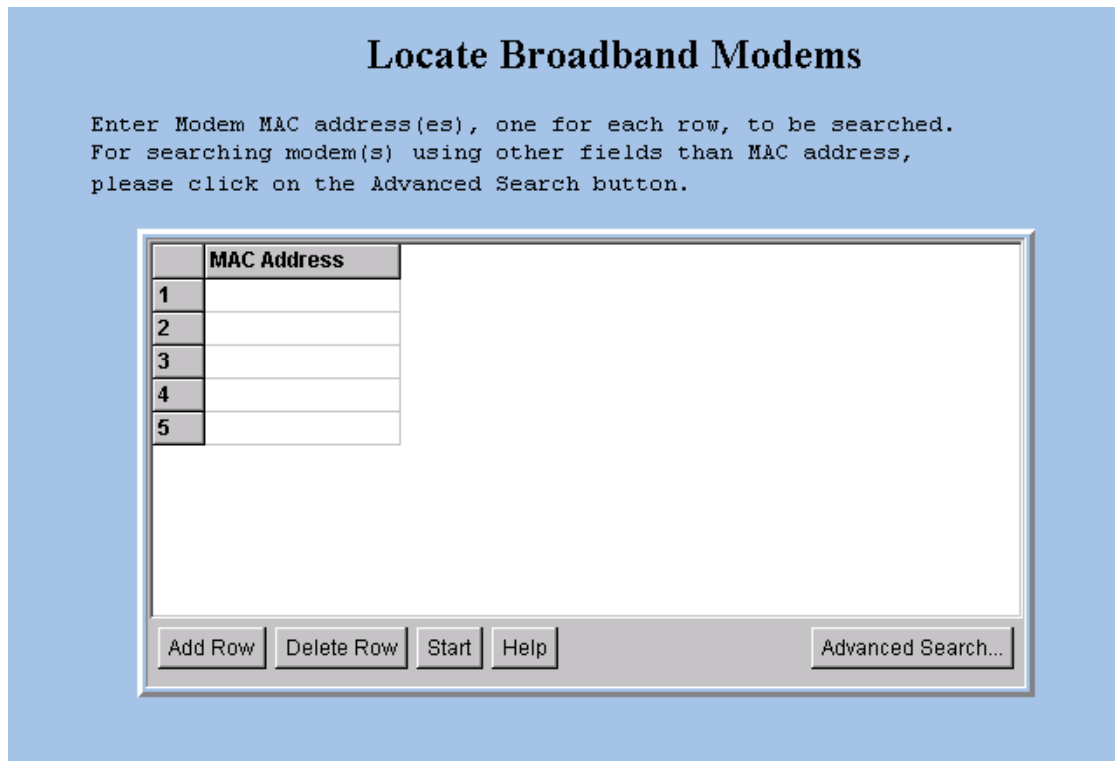 Locate Broadband Modems
Enter Modem MAC address(es), one for each row, to be searched.
For searching modem(s) using other fields than MAC address,
please click on the Advanced Search button.
MAC Address
1
2
3
4
5
Add Row Delete Row Start Help Advanced Search...